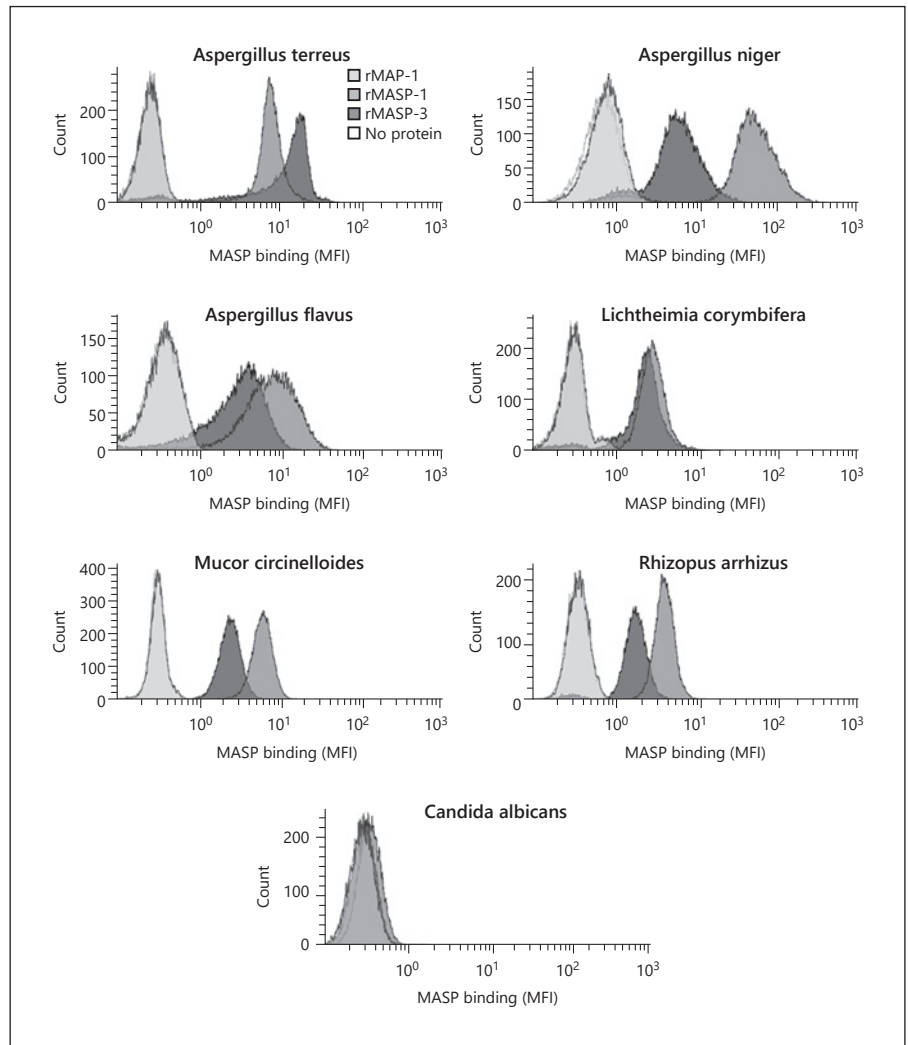 Aspergillus terreus
Count
200
100
0
rMAP-1
rMASP-1
rMASP-3
No protein
10⁰ 10¹ 10² 10³
MASP binding (MFI)
Aspergillus niger
Count
150
100
50
0
10⁰ 10¹ 10² 10³
MASP binding (MFI)
Aspergillus flavus
Count
150
100
50
0
10⁰ 10¹ 10² 10³
MASP binding (MFI)
Lichtheimia corymbifera
Count
200
100
0
10⁰ 10¹ 10² 10³
MASP binding (MFI)
Mucor circinelloides
Count
400
300
200
100
0
10⁰ 10¹ 10² 10³
MASP binding (MFI)
Rhizopus arrhizus
Count
200
100
0
10⁰ 10¹ 10² 10³
MASP binding (MFI)
Candida albicans
Count
200
100
0
10⁰ 10¹ 10² 10³
MASP binding (MFI)